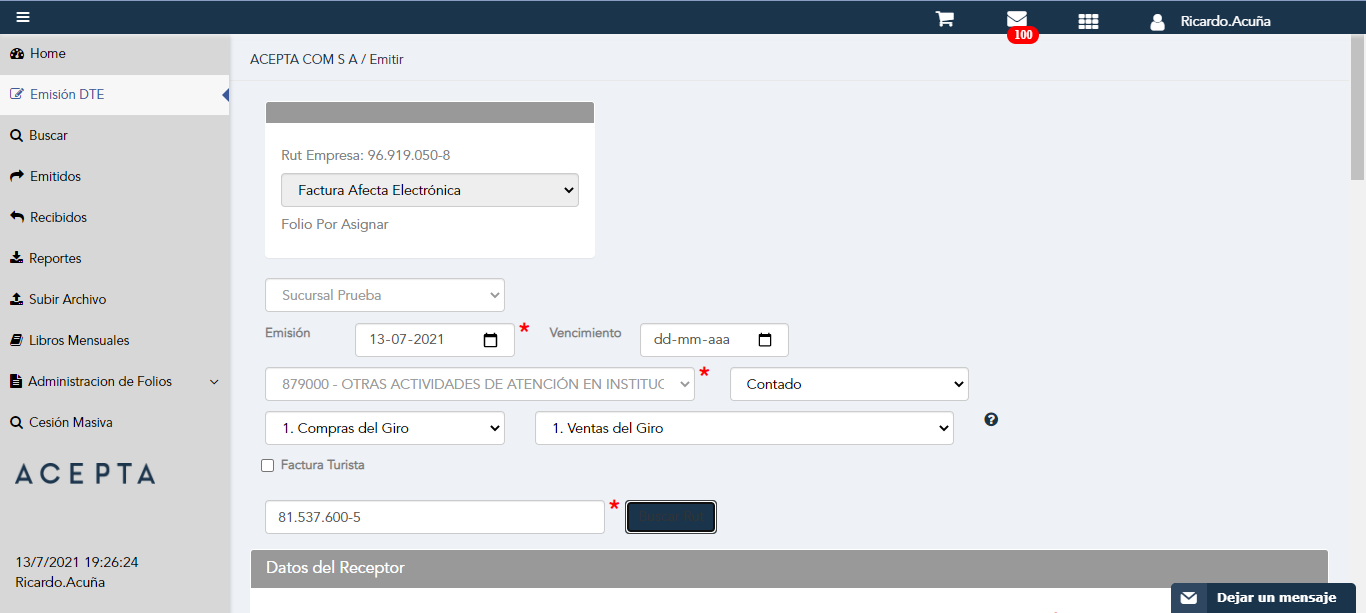 100
Ricardo.Acuña
Home
Emisión DTE
Buscar
Emitidos
Recibidos
Reportes
Subir Archivo
Libros Mensuales
Administracion de Folios
Cesión Masiva
ACEPTA
13/7/2021 19:26:24
Ricardo.Acuña
ACEPTA COM S A / Emitir
Rut Empresa: 96.919.050-8
Factura Afecta Electrónica
Folio Por Asignar
Sucursal Prueba
Emisión 13-07-2021 * Vencimiento dd-mm-aaa
879000 - OTRAS ACTIVIDADES DE ATENCIÓN EN INSTITUC * Contado
1. Compras del Giro 1. Ventas del Giro ?
Factura Turista
81.537.600-5 *
Datos del Receptor
Dejar un mensaje